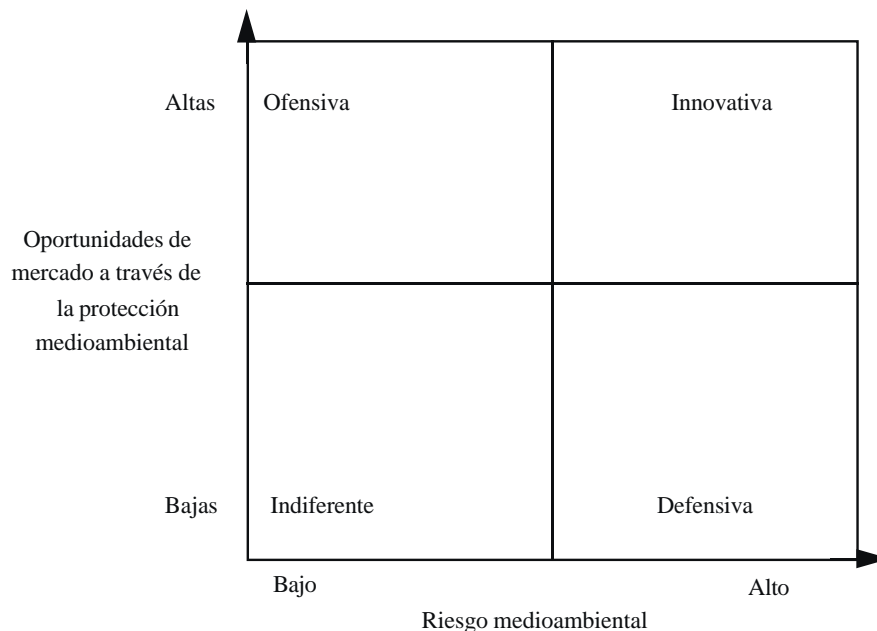 Altas
Ofensiva
Innovativa
Oportunidades de
mercado a través de
la protección
medioambiental
Bajas
Indiferente
Defensiva
Bajo
Alto
Riesgo medioambiental